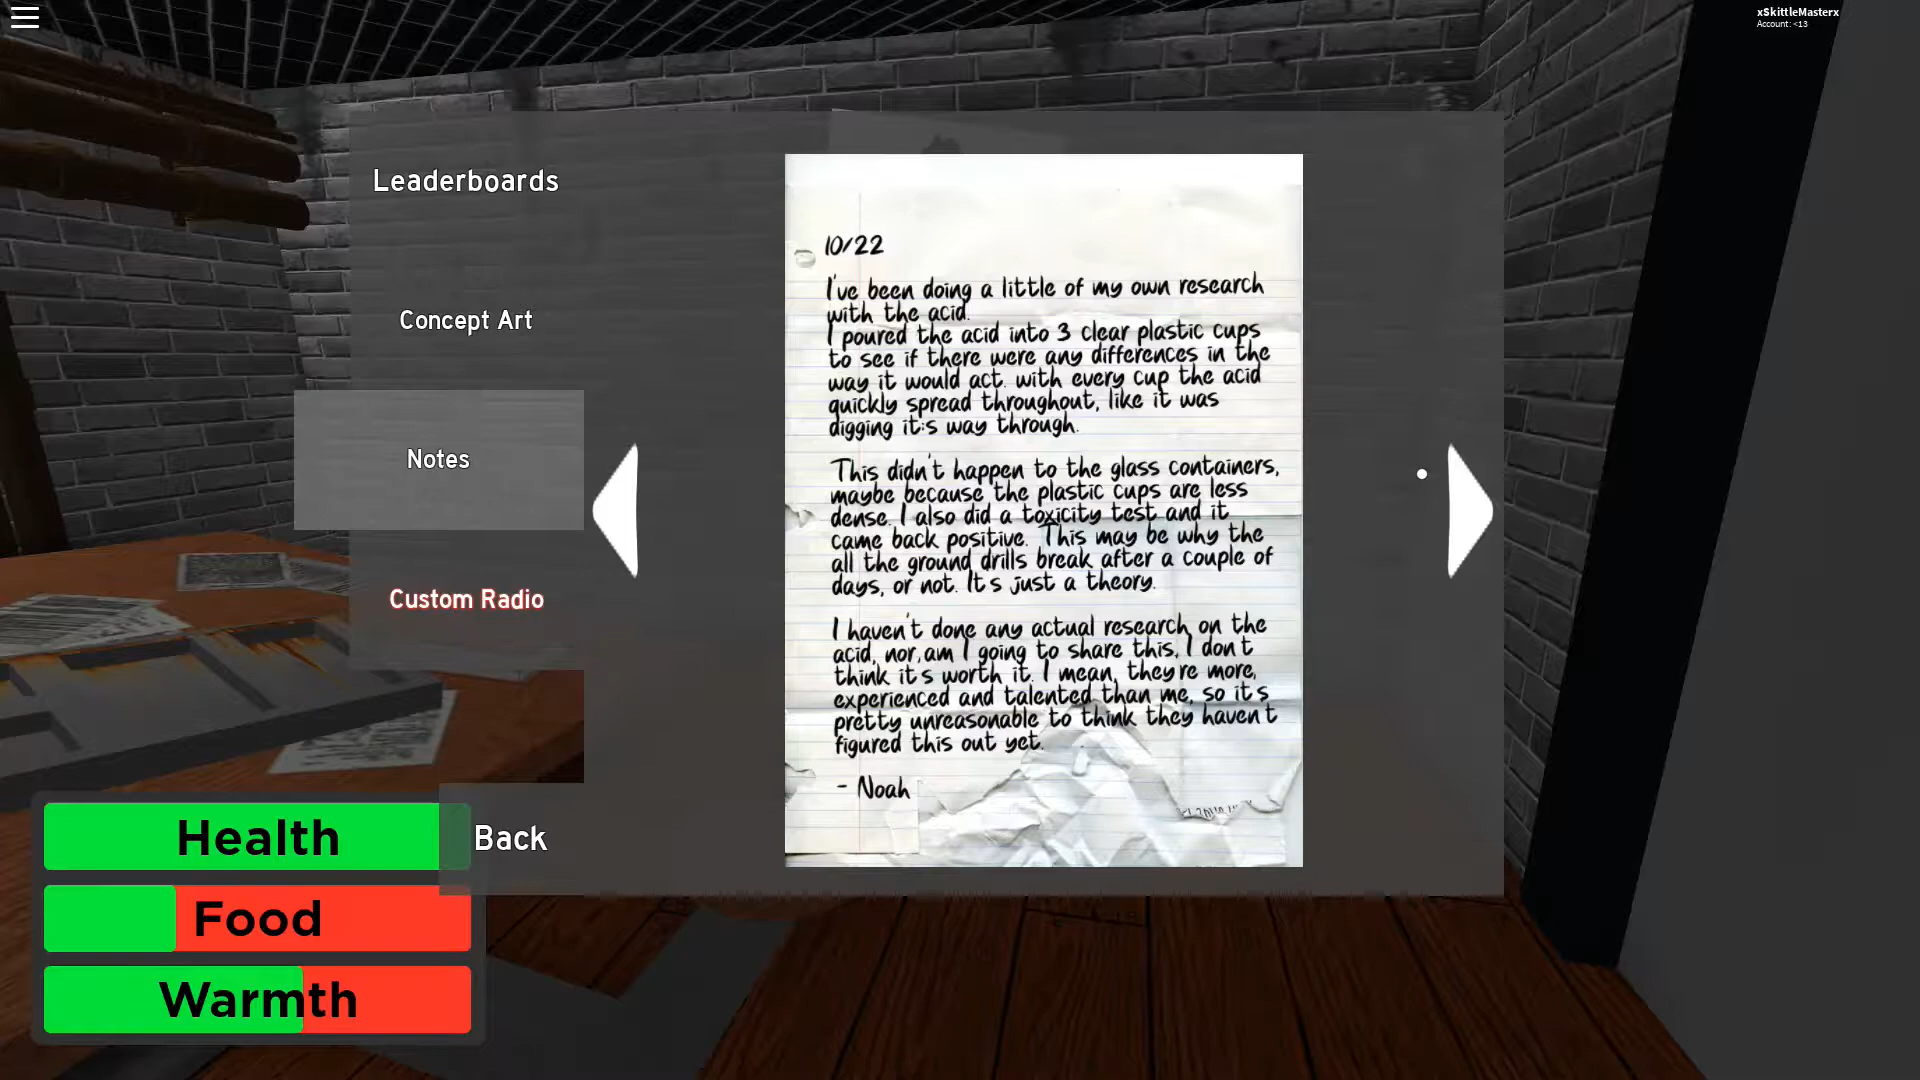 xSkittleMasterx
Account: <13
Leaderboards
Concept Art
Notes
Custom Radio
Back
Health
Food
Warmth
10/22
I've been doing a little of my own research
with the acid.
I poured the acid into 3 clear plastic cups
to see if there were any differences in the
way it would act. with every cup the acid
quickly spread throughout, like it was
digging it's way through.
This didn't happen to the glass containers,
maybe because the plastic cups are less
dense. I also did a toxicity test and it
came back positive. This may be why the
all the ground drills break after a couple of
days, or not. It's just a theory.
I haven't done any actual research on the
acid, nor am I going to share this, I don't
think it's worth it. I mean, they're more
experienced and talented than me, so it's
pretty unreasonable to think they haven't
figured this out yet.
- Noah